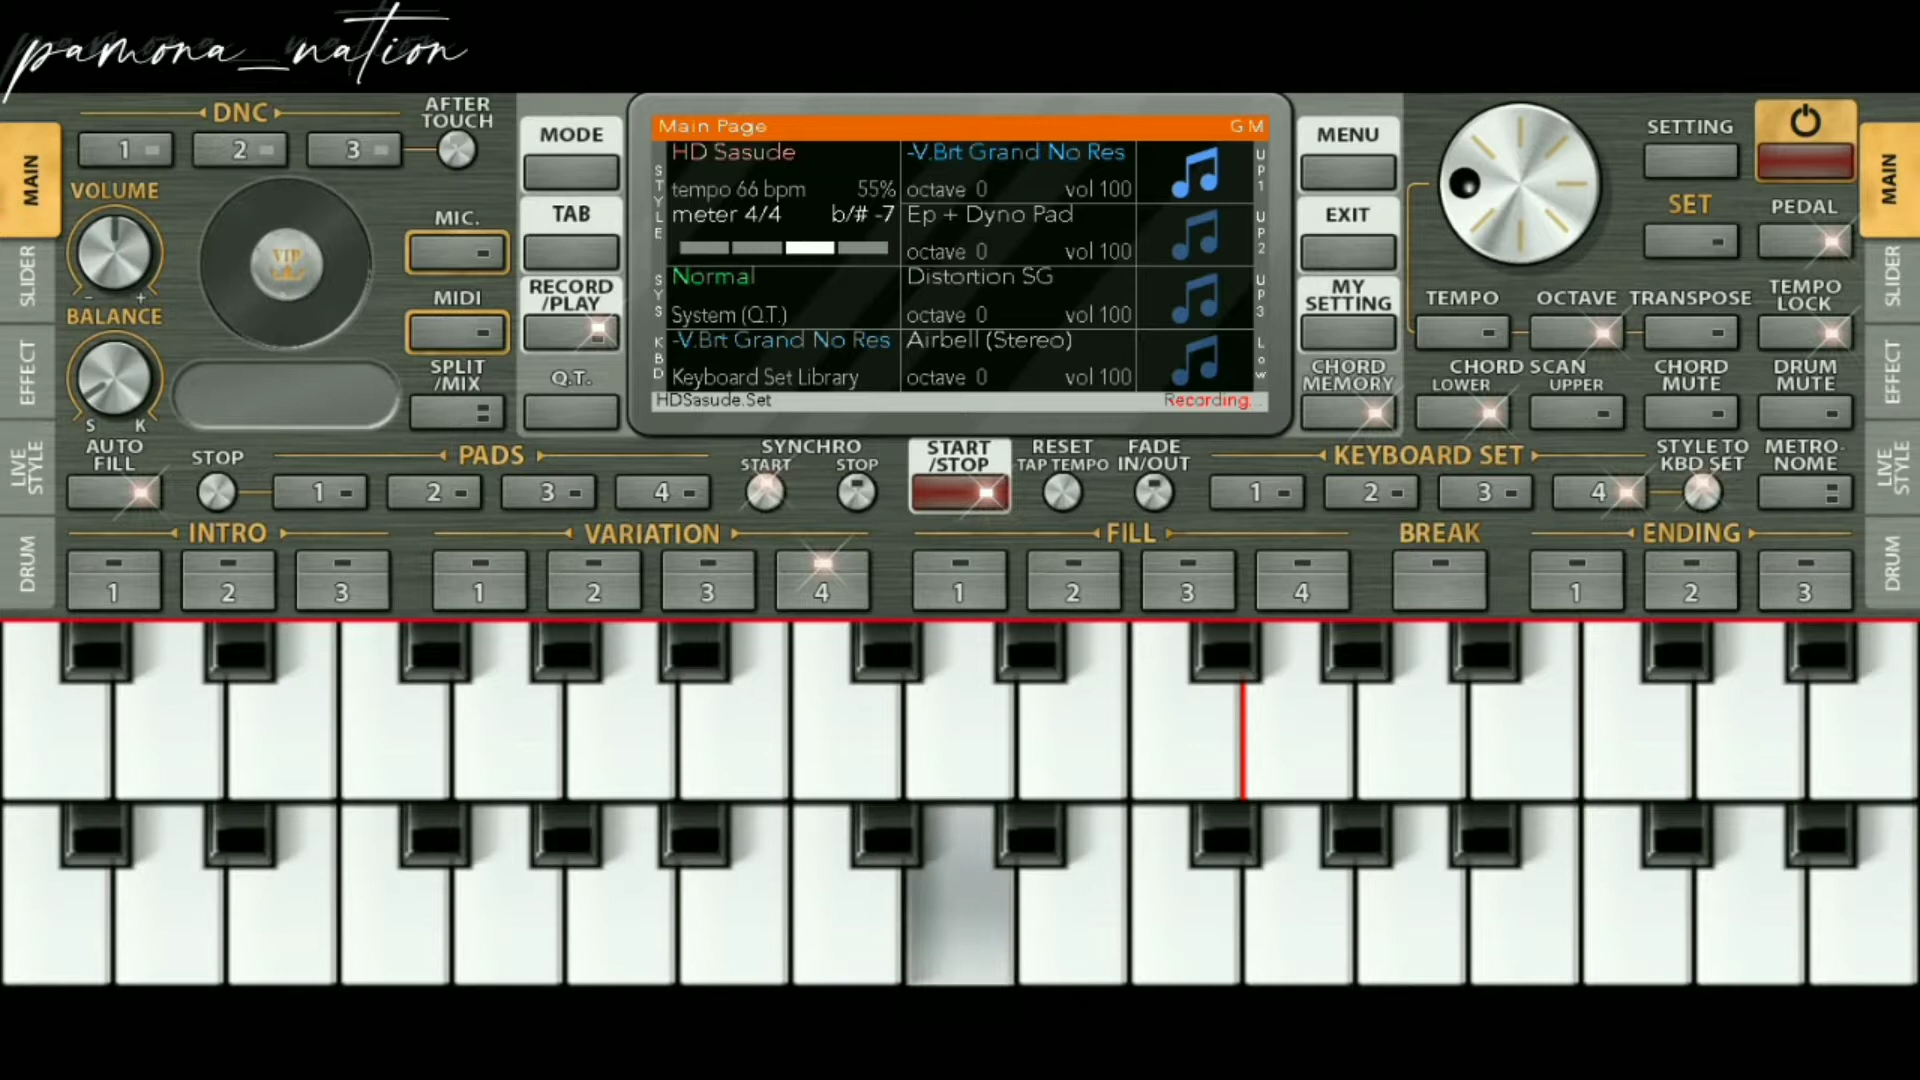 pamona_nation
DNC
AFTER TOUCH
1 2 3
MAIN
SLIDER
EFFECT
LIVE STYLE
DRUM
VOLUME
- +
BALANCE
S K
VIP
MIC.
MIDI
SPLIT /MIX
MODE
TAB
RECORD /PLAY
Q.T.
Main Page GM
STYLE
HD Sasude
tempo 66 bpm 55%
meter 4/4 b/# -7
SYS
Normal
System (Q.T.)
KBD
-V.Brt Grand No Res
Keyboard Set Library
-V.Brt Grand No Res
octave 0 vol 100
UP1
Ep + Dyno Pad
octave 0 vol 100
UP2
Distortion SG
octave 0 vol 100
UP3
Airbell (Stereo)
octave 0 vol 100
Low
HDSasude.Set Recording...
MENU
EXIT
MY SETTING
CHORD MEMORY
SETTING
SET
PEDAL
TEMPO
OCTAVE
TRANSPOSE
TEMPO LOCK
CHORD SCAN
LOWER UPPER
CHORD MUTE
DRUM MUTE
MAIN
SLIDER
EFFECT
LIVE STYLE
DRUM
AUTO FILL
STOP
PADS
1 2 3 4
SYNCHRO
START STOP
START /STOP
RESET
TAP TEMPO
FADE IN/OUT
KEYBOARD SET
1 2 3 4
STYLE TO KBD SET
METRO- NOME
INTRO
1 2 3
VARIATION
1 2 3 4
FILL
1 2 3 4
BREAK
ENDING
1 2 3